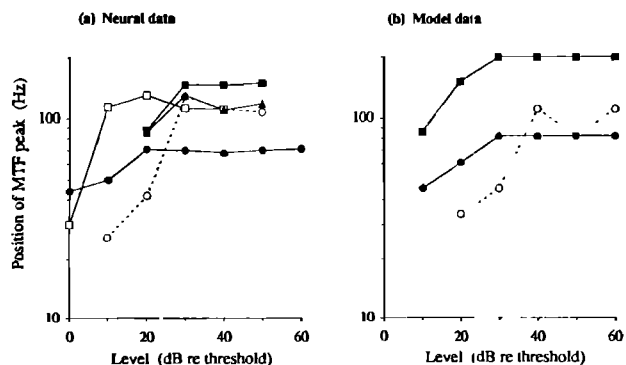 (a) Neural data
(b) Model data
Position of MTF peak (Hz)
100
10
0
20
40
60
Level (dB re threshold)
100
10
0
20
40
60
Level (dB re threshold)